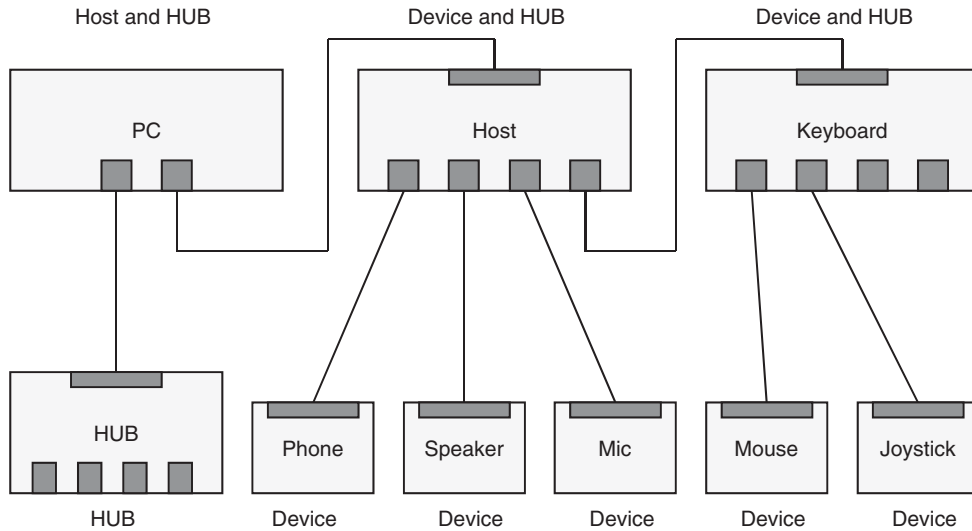 Host and HUB
Device and HUB
Device and HUB
PC
Host
Keyboard
HUB
Phone
Speaker
Mic
Mouse
Joystick
HUB
Device
Device
Device
Device
Device